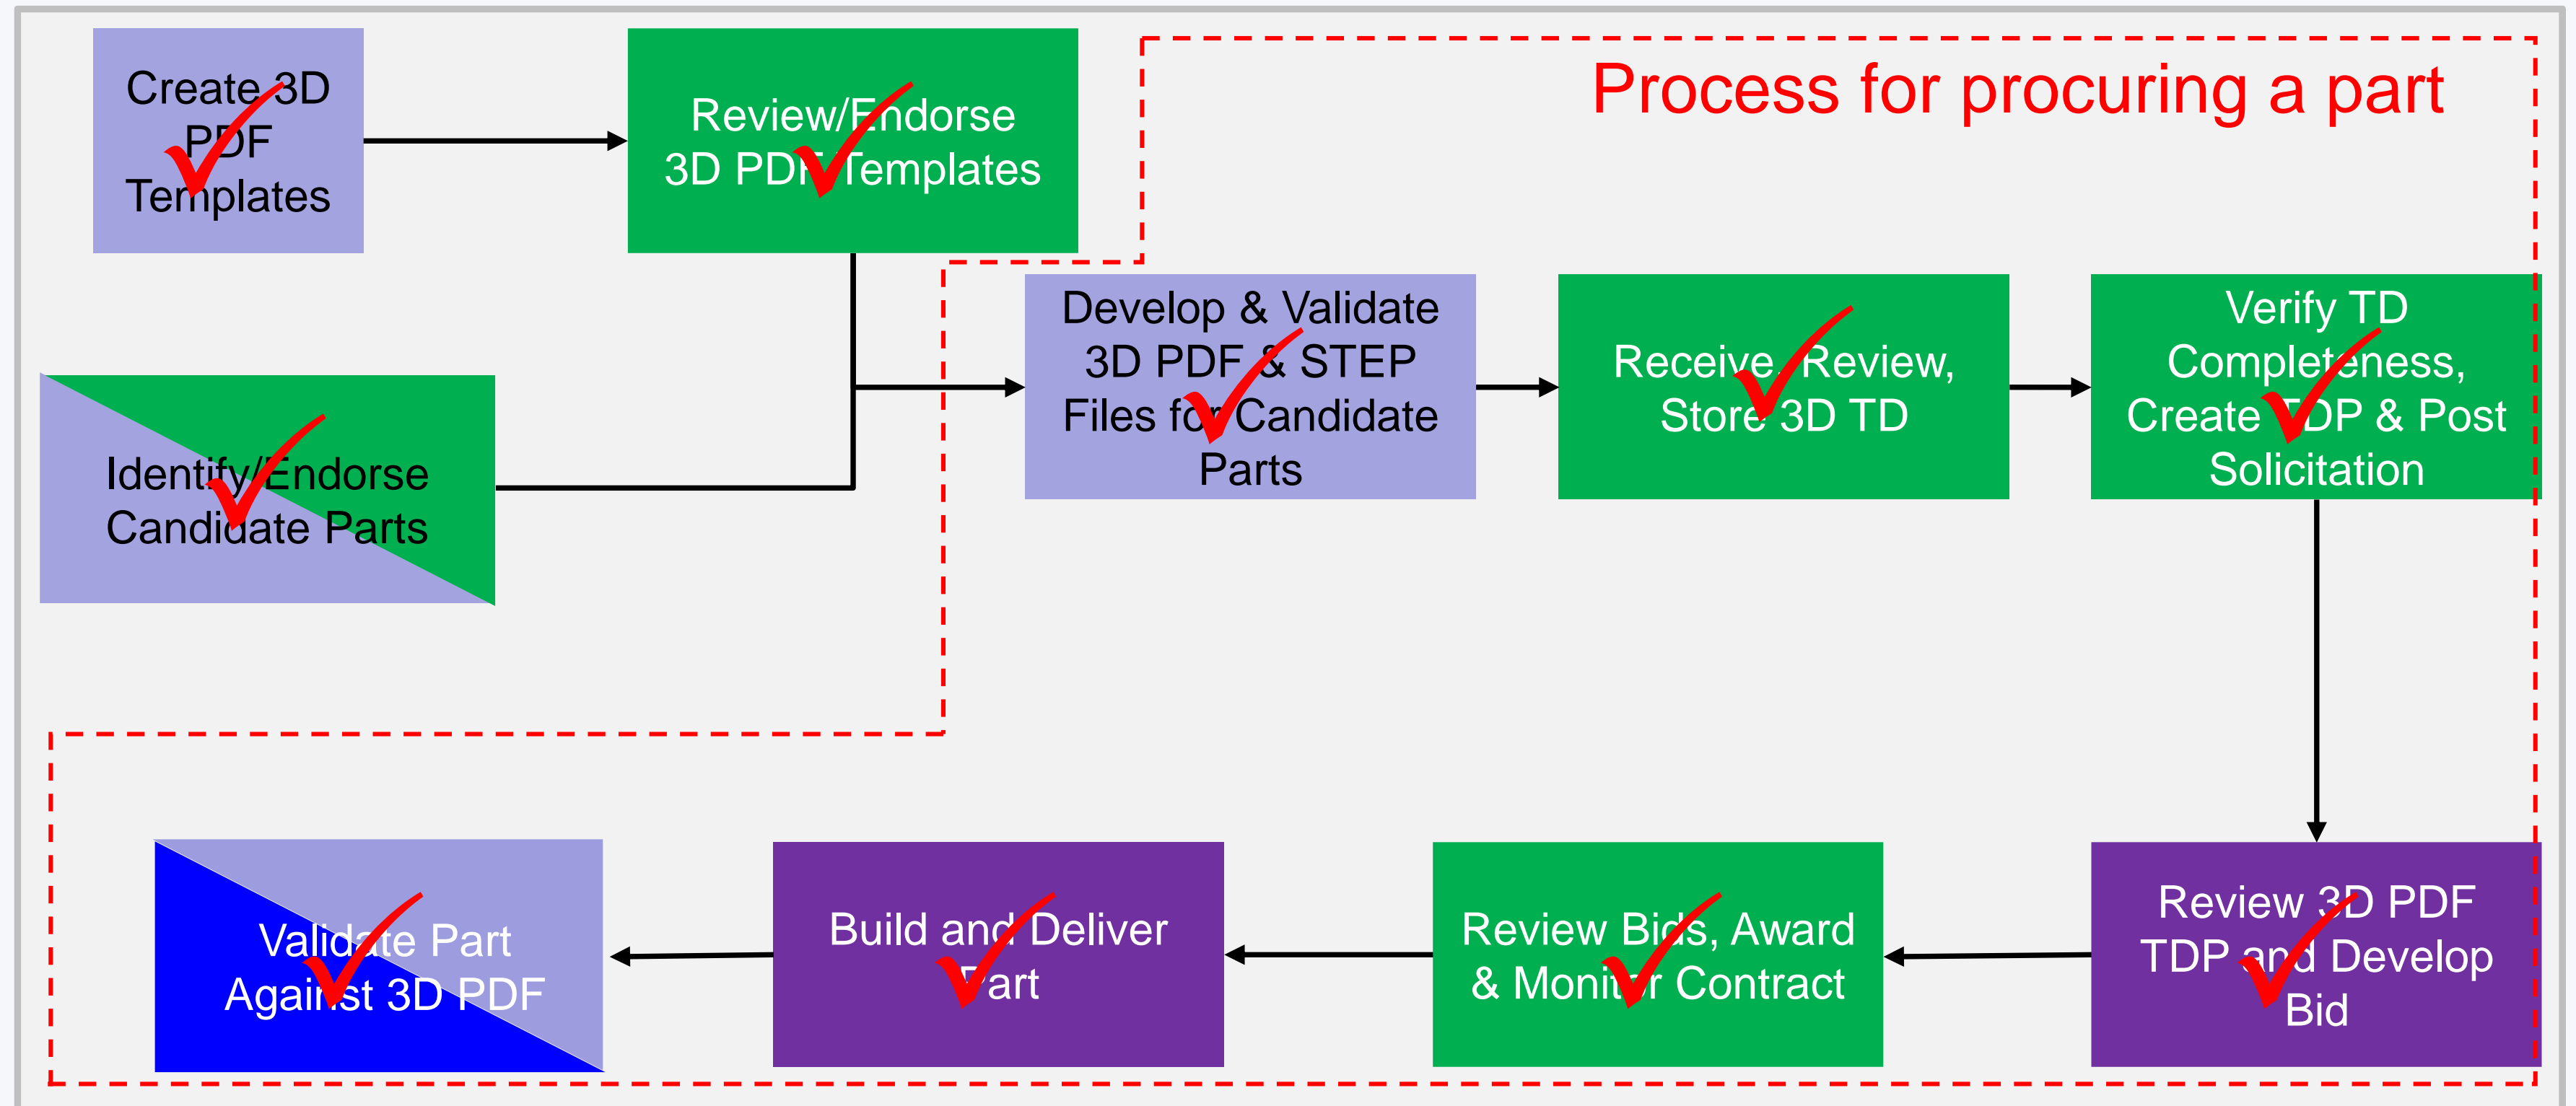 Create 3D
PDF
Templates
Review/Endorse
3D PDF Templates
Process for procuring a part
Identify/Endorse
Candidate Parts
Develop & Validate
3D PDF & STEP
Files for Candidate
Parts
Receive, Review,
Store 3D TD
Verify TD
Completeness,
Create TDP & Post
Solicitation
Validate Part
Against 3D PDF
Build and Deliver
Part
Review Bids, Award
& Monitor Contract
Review 3D PDF
TDP and Develop
Bid